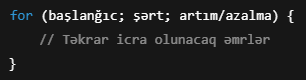 for (başlanğıc; şərt; artım/azalma) {
// Təkrar icra olunacaq əmrlər
}